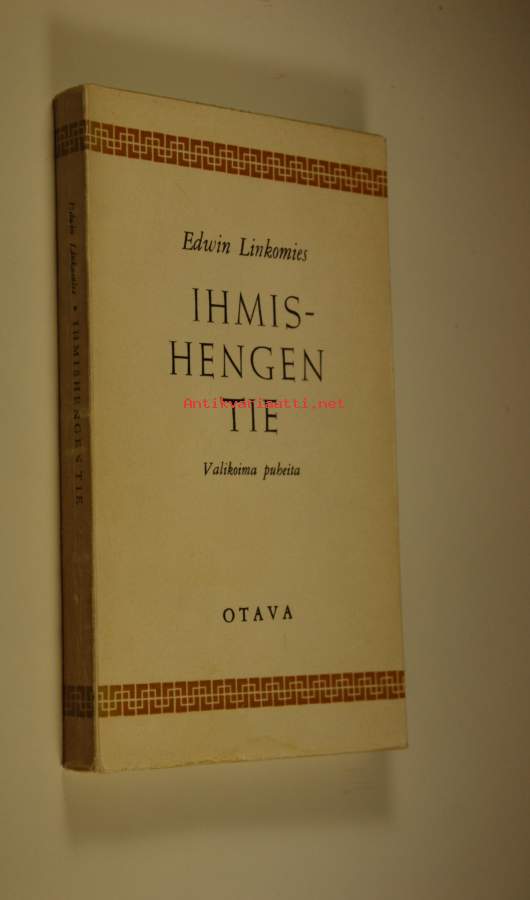 Edwin Linkomies
IHMIS-
HENGEN
TIE
Antikvariaatti.net
Valikoima puheita
OTAVA
Edwin Linkomies • IHMISHENGEN TIE